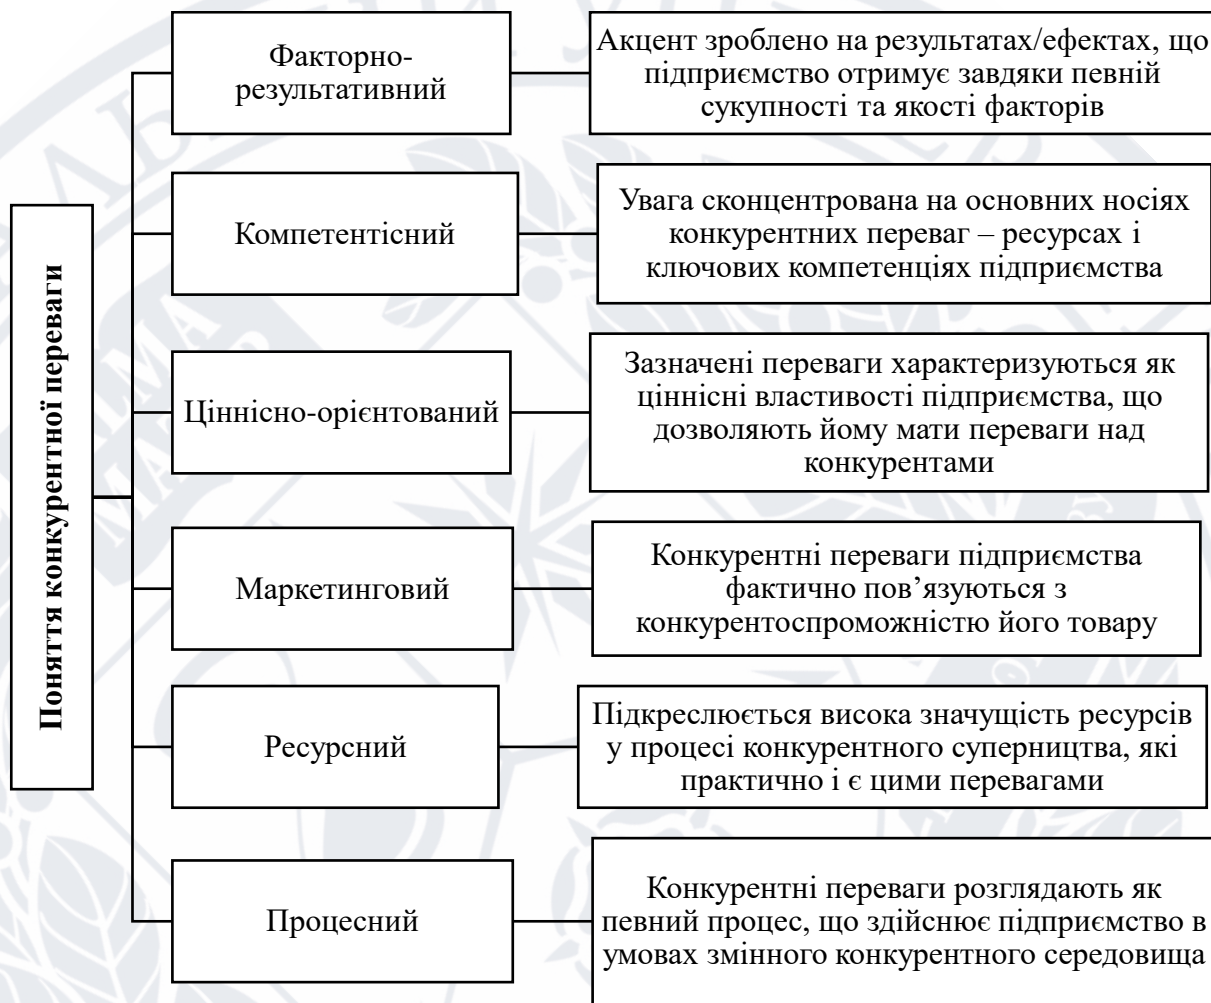 Поняття конкурентної переваги
Факторно-
результативний
Акцент зроблено на результатах/ефектах, що
підприємство отримує завдяки певній
сукупності та якості факторів
Компетентісний
Увага сконцентрована на основних носіях
конкурентних переваг – ресурсах і
ключових компетенціях підприємства
Ціннісно-орієнтований
Зазначені переваги характеризуються як
ціннісні властивості підприємства, що
дозволяють йому мати переваги над
конкурентами
Маркетинговий
Конкурентні переваги підприємства
фактично пов’язуються з
конкурентоспроможністю його товару
Ресурсний
Підкреслюється висока значущість ресурсів
у процесі конкурентного суперництва, які
практично і є цими перевагами
Процесний
Конкурентні переваги розглядають як
певний процес, що здійснює підприємство в
умовах змінного конкурентного середовища